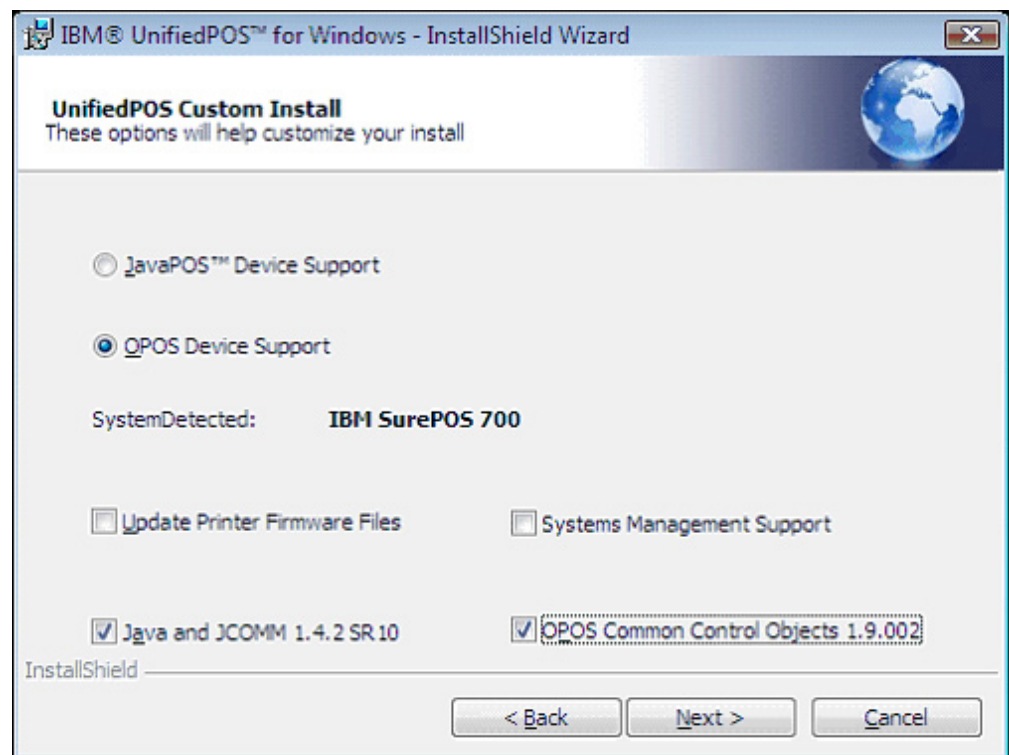 IBM® UnifiedPOS™ for Windows - InstallShield Wizard
UnifiedPOS Custom Install
These options will help customize your install
JavaPOS™ Device Support
OPOS Device Support
SystemDetected: IBM SurePOS 700
Update Printer Firmware Files
Systems Management Support
Java and JCOMM 1.4.2 SR10
OPOS Common Control Objects 1.9.002
InstallShield
< Back
Next >
Cancel